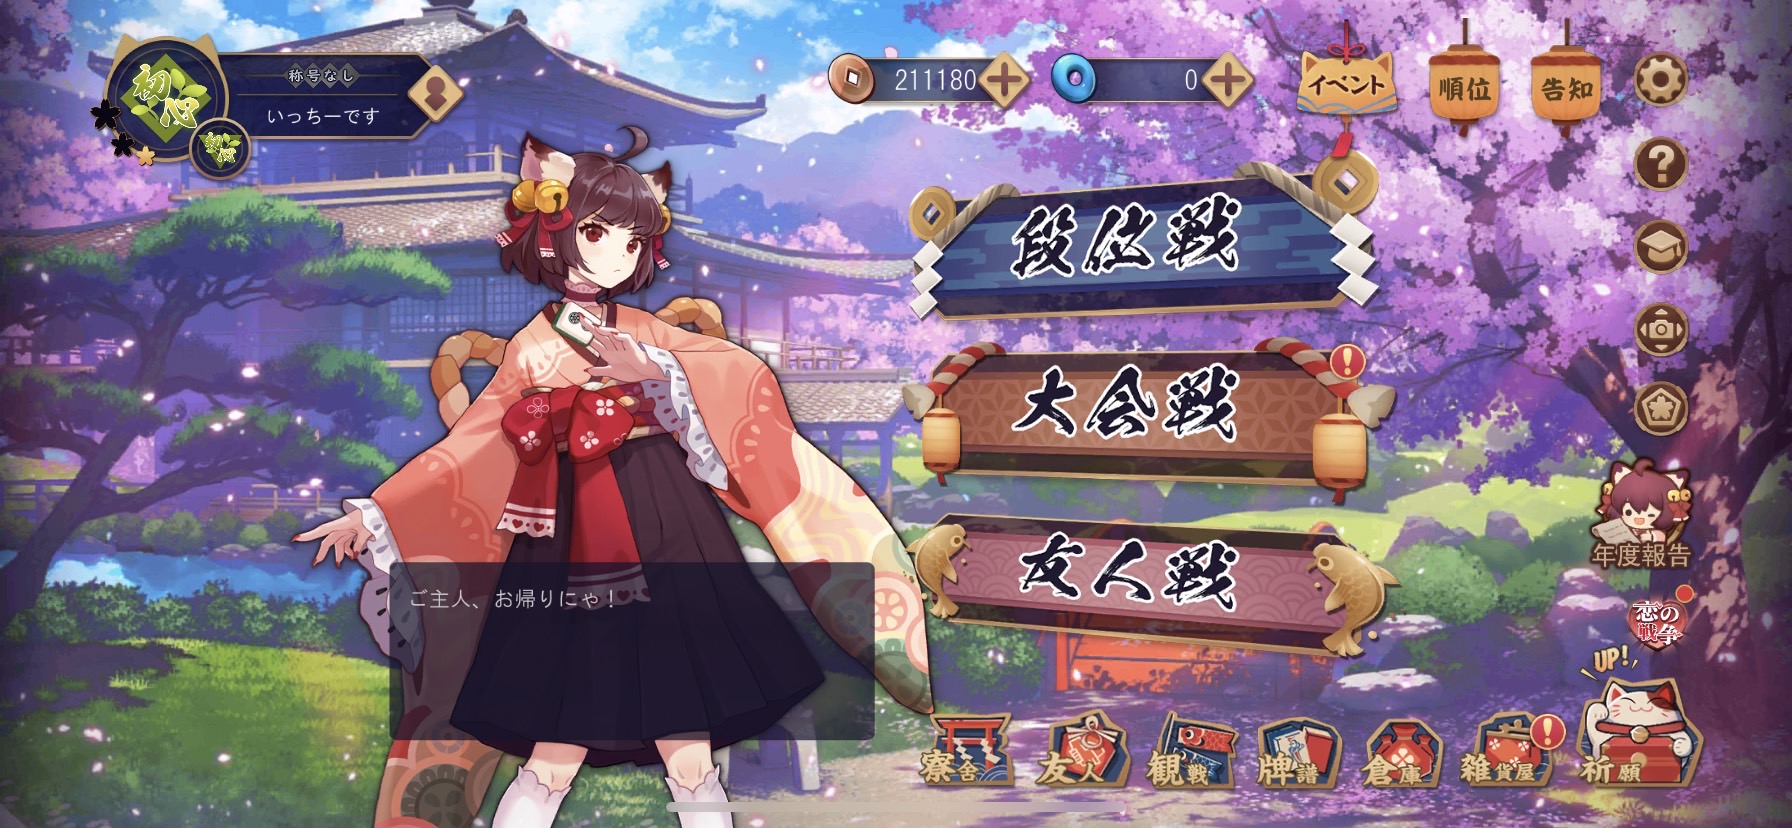 初心
称号なし
いっちーです
初心
211180
0
イベント
順位
告知
段位戦
大会戦
友人戦
年度報告
恋の
戦争
UP!
ご主人、お帰りにゃ！
寮舎
友人
観戦
牌譜
倉庫
雑貨屋
祈願